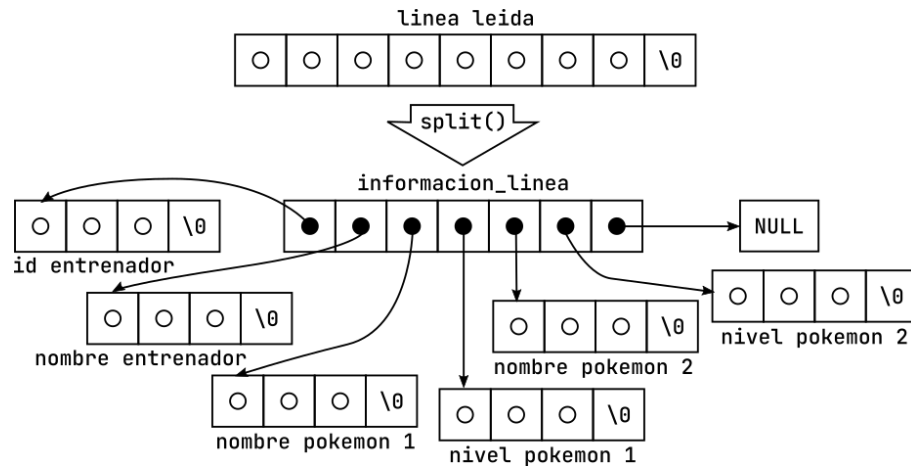 linea leida
\0
split()
informacion_linea
\0
NULL
id entrenador
\0
nombre entrenador
\0
nombre pokemon 1
\0
nivel pokemon 1
\0
nombre pokemon 2
\0
nivel pokemon 2